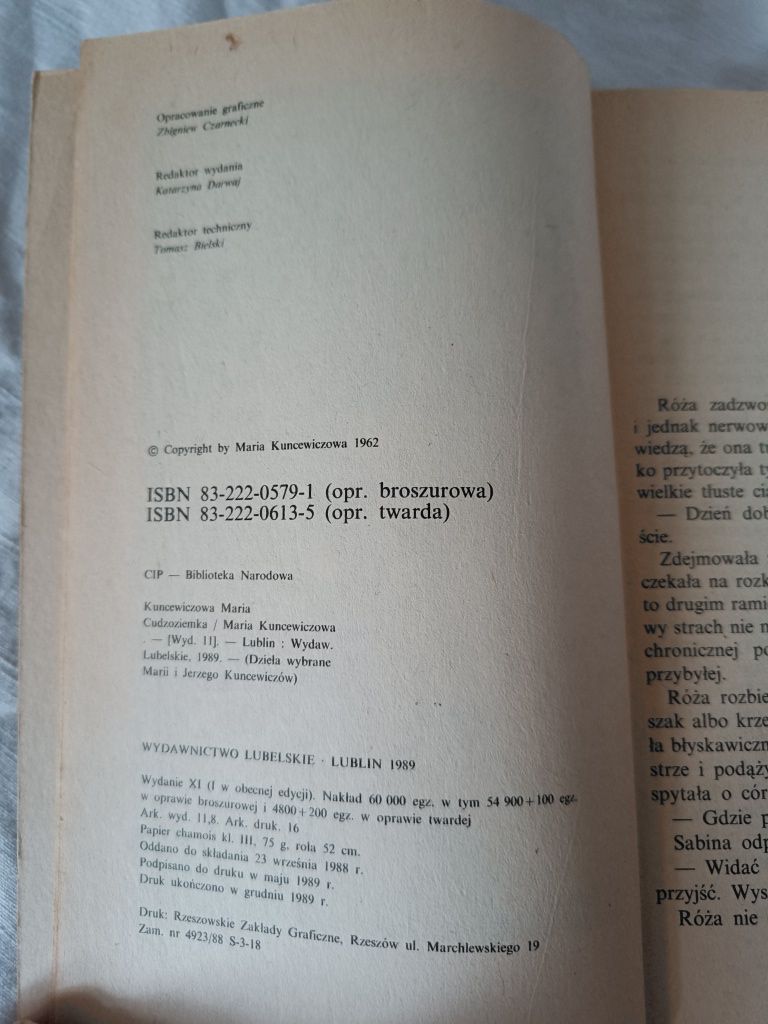 Opracowanie graficzne
Zbigniew Czarnecki
Redaktor wydania
Katarzyna Darwaj
Redaktor techniczny
Tomasz Bielski
© Copyright by Maria Kuncewiczowa 1962
ISBN 83-222-0579-1 (opr. broszurowa)
ISBN 83-222-0613-5 (opr. twarda)
CIP — Biblioteka Narodowa
Kuncewiczowa Maria
Cudzoziemka / Maria Kuncewiczowa
. — [Wyd. 11]. — Lublin : Wydaw.
Lubelskie, 1989. — (Dzieła wybrane
Marii i Jerzego Kuncewiczów)
WYDAWNICTWO LUBELSKIE · LUBLIN 1989
Wydanie XI (I w obecnej edycji). Nakład 60 000 egz. w tym 54 900 + 100 egz.
w oprawie broszurowej i 4800 + 200 egz. w oprawie twardej
Ark. wyd. 11,8. Ark. druk. 16
Papier chamois kl. III, 75 g, rola 52 cm.
Oddano do składania 23 września 1988 r.
Podpisano do druku w maju 1989 r.
Druk ukończono w grudniu 1989 r.
Druk: Rzeszowskie Zakłady Graficzne, Rzeszów ul. Marchlewskiego 19
Zam. nr 4923/88 S-3-18
Róża zadzwo
i jednak nerwow
wiedzą, że ona t
ko przytoczyła t
wielkie tłuste ci
— Dzień dob
ście.
Zdejmowała
czekała na rozk
to drugim rami
wy strach nie
chronicznej po
przybyłej.
Róża rozbie
szak albo krze
ła błyskawiczn
strze i podąży
spytała o cór
— Gdzie p
Sabina odp
— Widać
przyjść. Wys
Róża nie